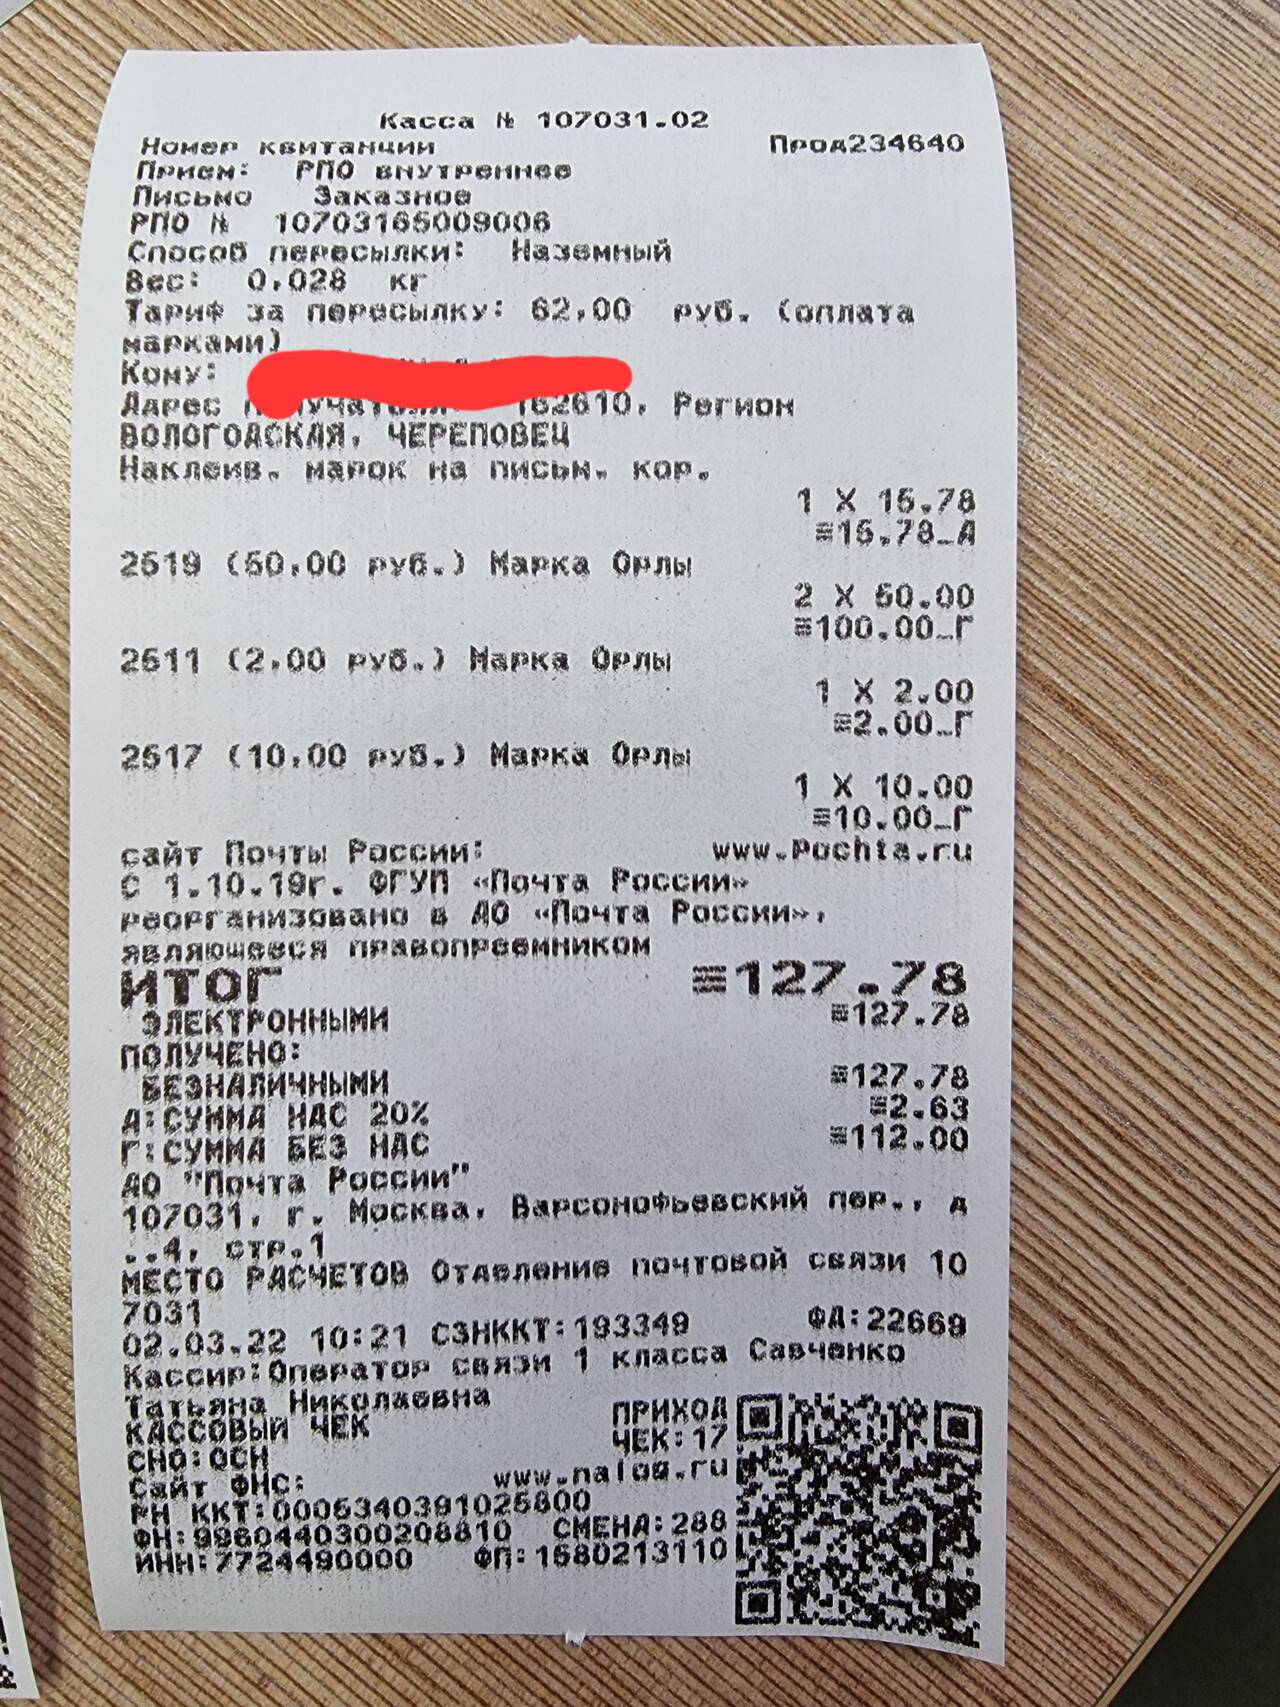 Касса № 107031.02
Номер квитанции Прод234640
Прием: РПО внутреннее
Письмо Заказное
РПО № 10703165009006
Способ пересылки: Наземный
Вес: 0,028 кг
Тариф за пересылку: 62,00 руб. (оплата
марками)
Кому:
Адрес получателя: 162610, Регион
ВОЛОГОДСКАЯ, ЧЕРЕПОВЕЦ
Наклеив. марок на письм. кор.
1 X 15.78
≡15.78_А
2519 (50,00 руб.) Марка Орлы
2 X 50.00
≡100.00_Г
2511 (2,00 руб.) Марка Орлы
1 X 2.00
≡2.00_Г
2517 (10,00 руб.) Марка Орлы
1 X 10.00
≡10.00_Г
сайт Почты России: www.Pochta.ru
С 1.10.19г. ФГУП «Почта России»
реорганизовано в АО «Почта России»,
являющееся правопреемником
ИТОГ ≡127.78
ЭЛЕКТРОННЫМИ ≡127.78
ПОЛУЧЕНО:
БЕЗНАЛИЧНЫМИ ≡127.78
А:СУММА НДС 20% ≡2.63
Г:СУММА БЕЗ НДС ≡112.00
АО "Почта России"
107031, г. Москва, Варсонофьевский пер., д
..4, стр.1
МЕСТО РАСЧЕТОВ Отделение почтовой связи 10
7031
02.03.22 10:21 СЗНККТ:193349 ФД:22669
Кассир:Оператор связи 1 класса Савченко
Татьяна Николаевна
КАССОВЫЙ ЧЕК ПРИХОД
СНО:ОСН ЧЕК:17
Сайт ФНС: www.nalog.ru
РН ККТ:0005340391025800
ФН:9960440300208810 СМЕНА:288
ИНН:7724490000 ФП:1580213110